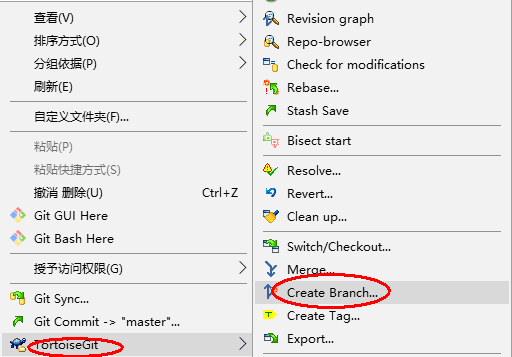 查看(V)
排序方式(O)
分组依据(P)
刷新(E)
自定义文件夹(F)...
粘贴(P)
粘贴快捷方式(S)
撤消 删除(U) Ctrl+Z
Git GUI Here
Git Bash Here
授予访问权限(G)
Git Sync...
Git Commit -> "master"...
TortoiseGit
Revision graph
Repo-browser
Check for modifications
Rebase...
Stash Save
Bisect start
Resolve...
Revert...
Clean up...
Switch/Checkout...
Merge...
Create Branch...
Create Tag...
Export...